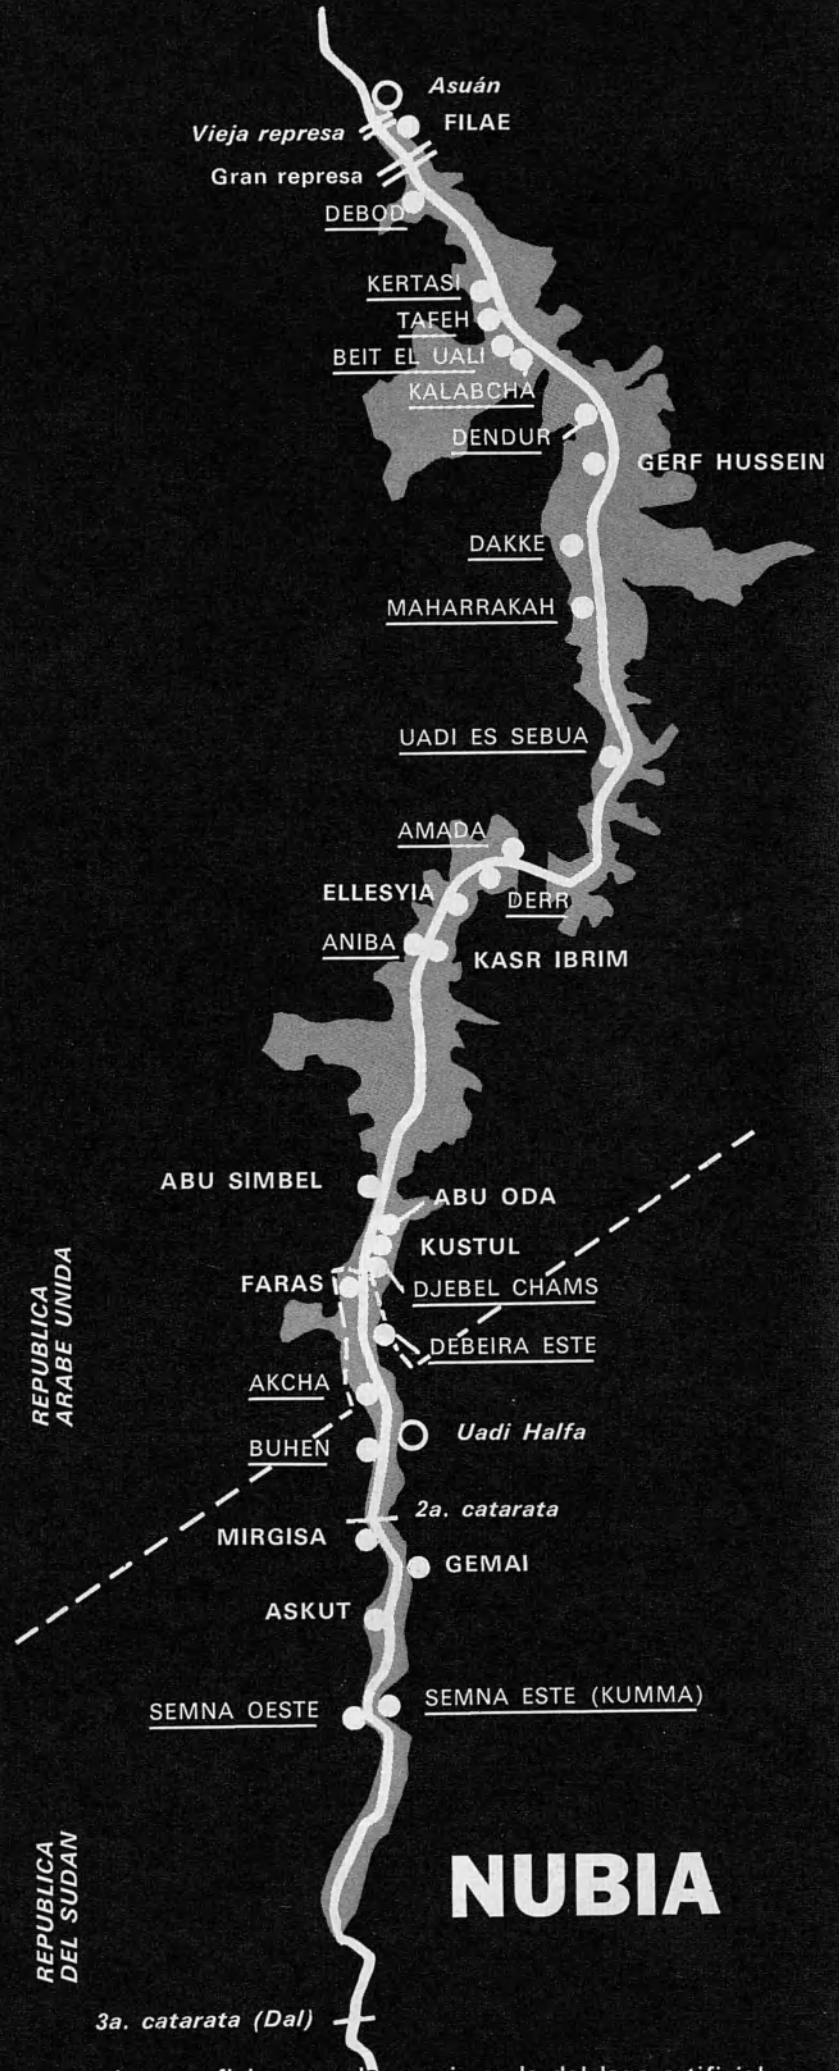 Asuán
FILAE
Vieja represa
Gran represa
DEBOD
KERTASI
TAFEH
BEIT EL UALI
KALABCHA
DENDUR
GERF HUSSEIN
DAKKE
MAHARRAKAH
UADI ES SEBUA
AMADA
ELLESYIA
DERR
ANIBA
KASR IBRIM
ABU SIMBEL
ABU ODA
KUSTUL
FARAS
DJEBEL CHAMS
DEBEIRA ESTE
REPUBLICA
ARABE UNIDA
AKCHA
Uadi Halfa
BUHEN
2a. catarata
MIRGISA
GEMAI
ASKUT
SEMNA OESTE
SEMNA ESTE (KUMMA)
REPUBLICA
DEL SUDAN
NUBIA
3a. catarata (Dal)